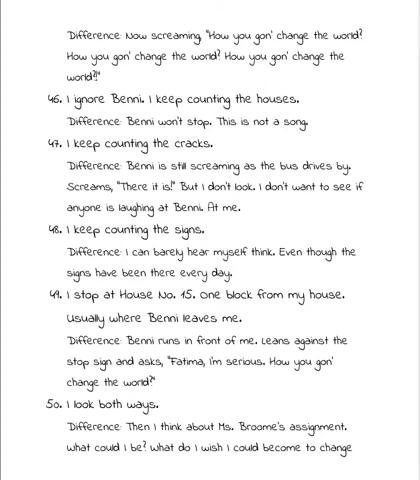 Difference: Now screaming, "How you gon' change the world?
How you gon' change the world? How you gon' change the
world?!"
46. I ignore Benni. I keep counting the houses.
Difference: Benni won't stop. This is not a song.
47. I keep counting the cracks.
Difference: Benni is still screaming as the bus drives by.
Screams, "There it is!" But I don't look. I don't want to see if
anyone is laughing at Benni. At me.
48. I keep counting the signs.
Difference: I can barely hear myself think. Even though the
signs have been there every day.
49. I stop at House No. 15. One block from my house.
Usually where Benni leaves me.
Difference: Benni runs in front of me. Leans against the
stop sign and asks, "Fatima, I'm serious. How you gon'
change the world?"
50. I look both ways.
Difference: Then I think about Ms. Broome's assignment.
What could I be? What do I wish I could become to change